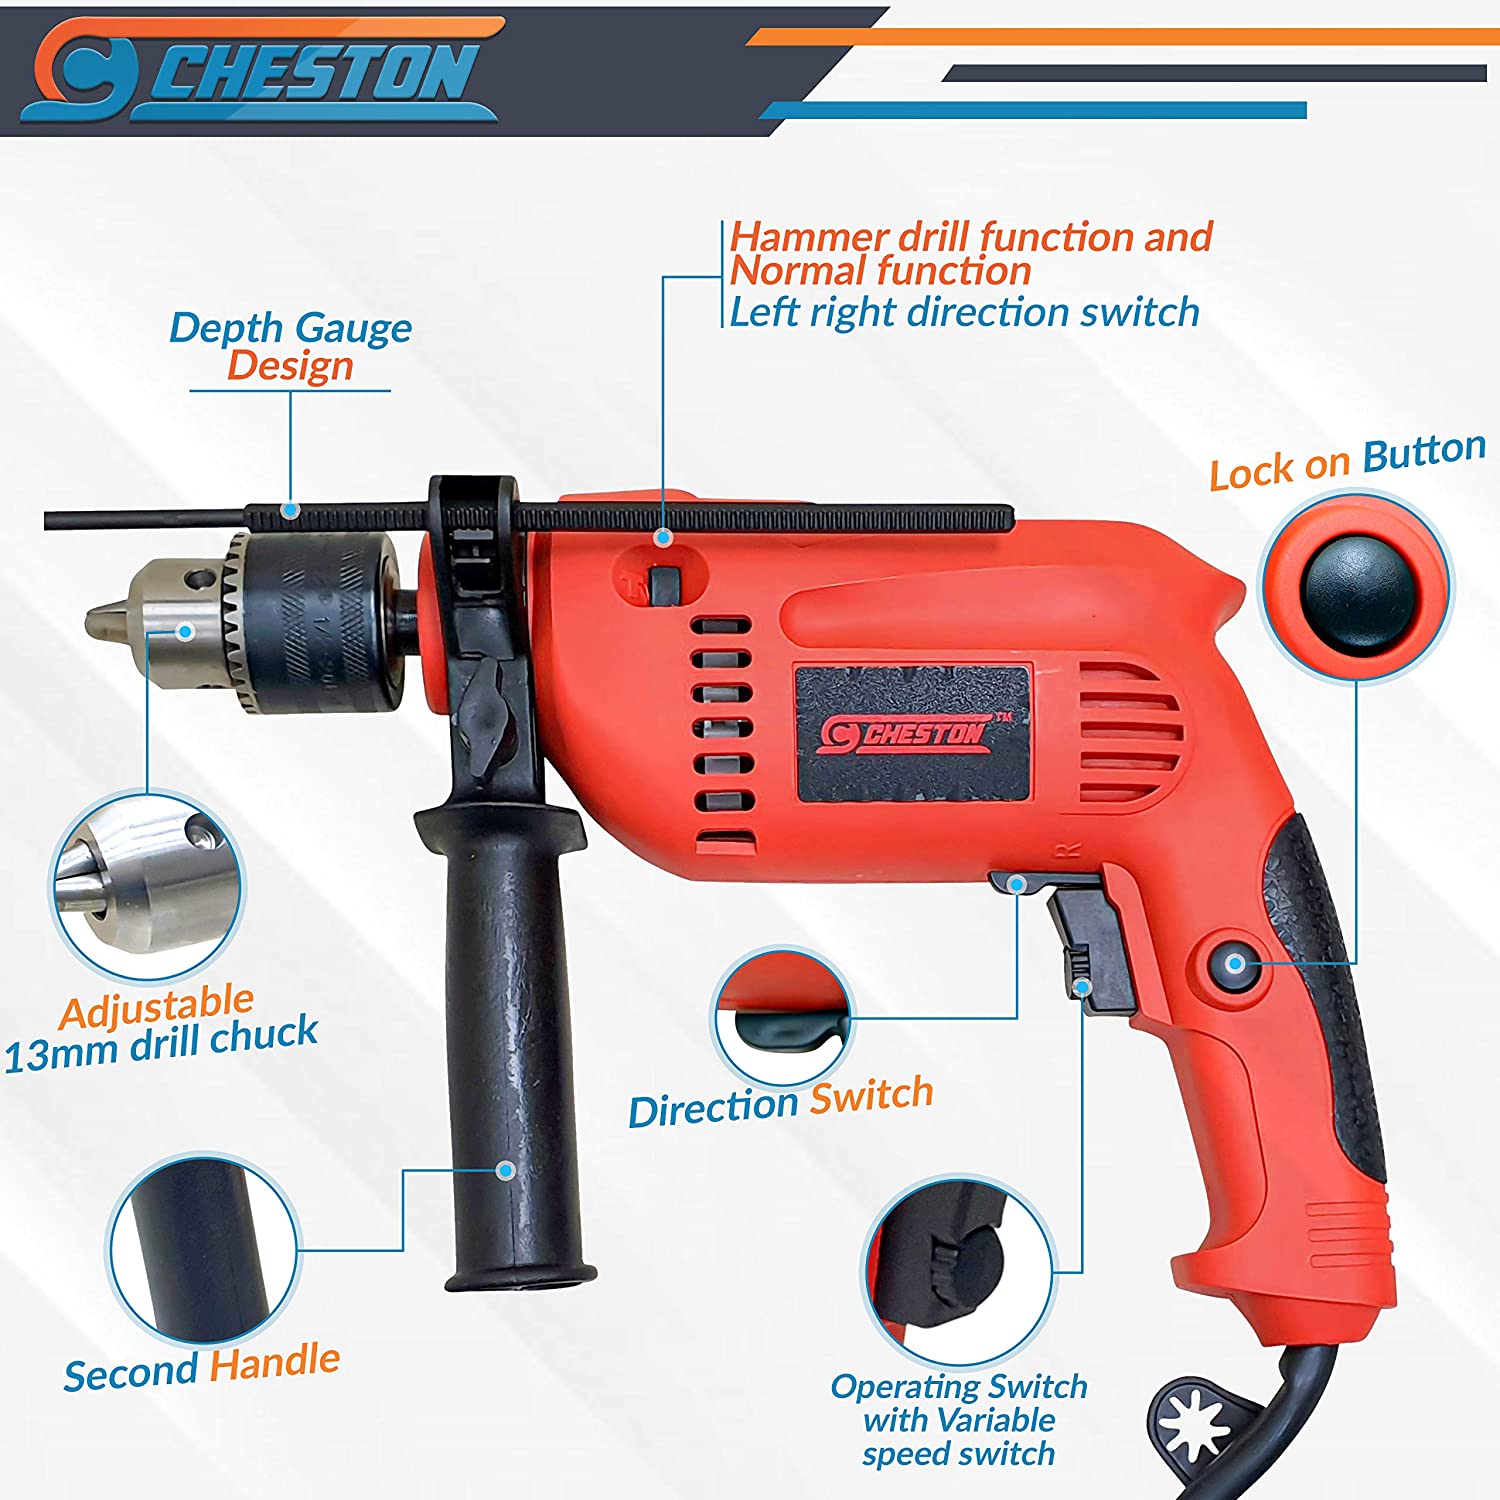 CHESTON
Hammer drill function and
Normal function
Left right direction switch
Depth Gauge
Design
Lock on Button
CHESTON™
R
Adjustable
13mm drill chuck
Direction Switch
Second Handle
Operating Switch
with Variable
speed switch